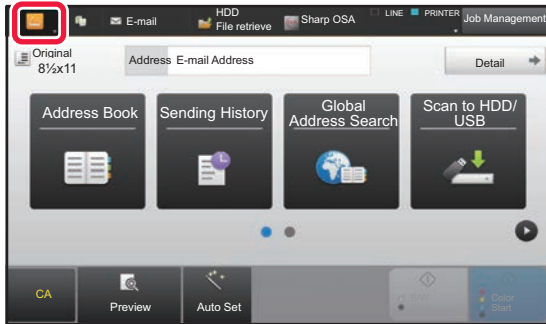 E-mail
HDD
File retrieve
Sharp OSA
LINE
PRINTER
Job Management
Original
8½x11
Address
E-mail Address
Detail
Address Book
Sending History
Global
Address Search
Scan to HDD/
USB
CA
Preview
Auto Set
Color
Start